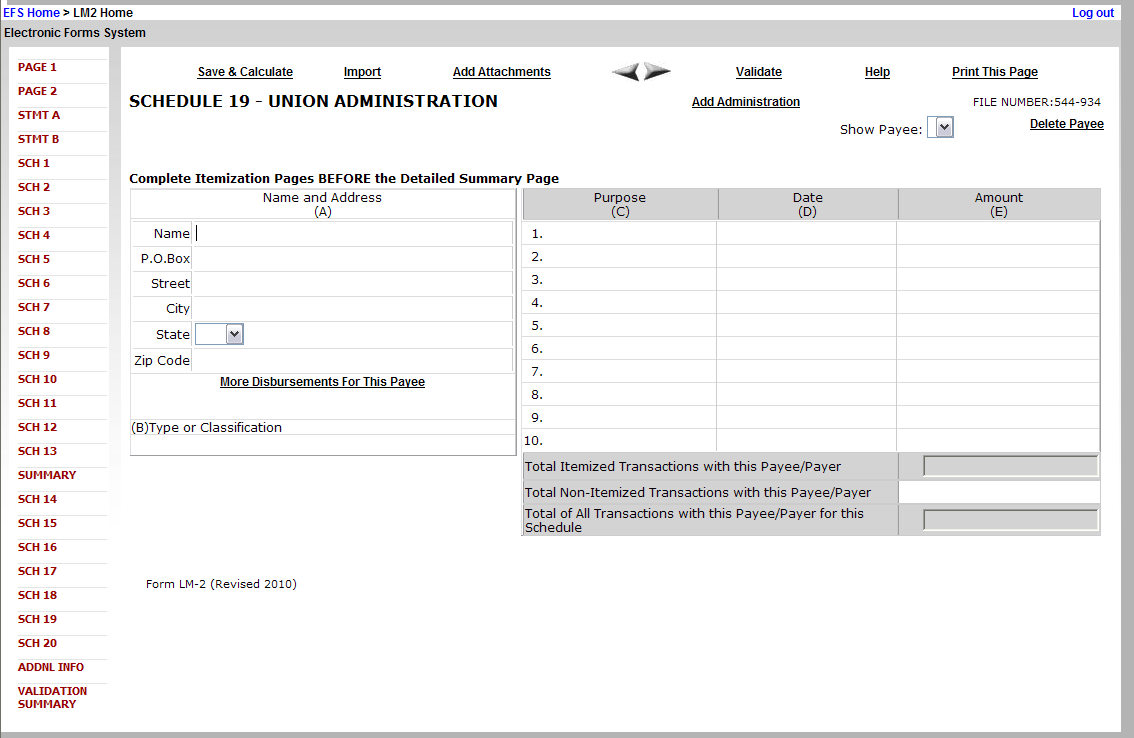 EFS Home > LM2 Home
Log out
Electronic Forms System
PAGE 1
PAGE 2
STMT A
STMT B
SCH 1
SCH 2
SCH 3
SCH 4
SCH 5
SCH 6
SCH 7
SCH 8
SCH 9
SCH 10
SCH 11
SCH 12
SCH 13
SUMMARY
SCH 14
SCH 15
SCH 16
SCH 17
SCH 18
SCH 19
SCH 20
ADDNL INFO
VALIDATION
SUMMARY
Save & Calculate
Import
Add Attachments
Validate
Help
Print This Page
SCHEDULE 19 - UNION ADMINISTRATION
Add Administration
FILE NUMBER:544-934
Show Payee:
Delete Payee
Complete Itemization Pages BEFORE the Detailed Summary Page
Name and Address
(A)
Name
P.O.Box
Street
City
State
Zip Code
More Disbursements For This Payee
(B)Type or Classification
Purpose
(C)
Date
(D)
Amount
(E)
1.
2.
3.
4.
5.
6.
7.
8.
9.
10.
Total Itemized Transactions with this Payee/Payer
Total Non-Itemized Transactions with this Payee/Payer
Total of All Transactions with this Payee/Payer for this
Schedule
Form LM-2 (Revised 2010)